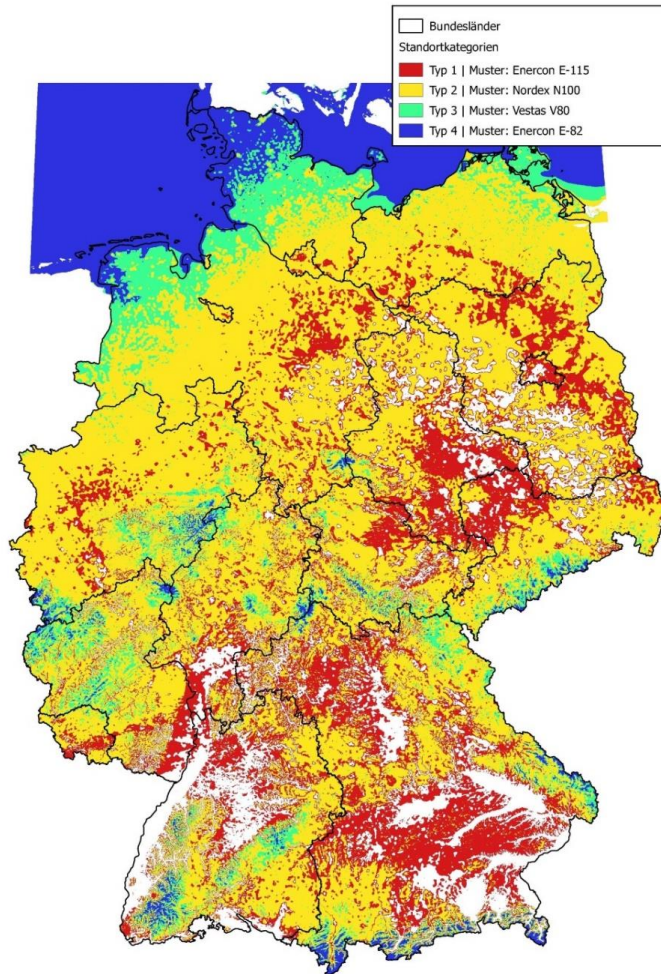 Bundesländer
Standortkategorien
Typ 1 | Muster: Enercon E-115
Typ 2 | Muster: Nordex N100
Typ 3 | Muster: Vestas V80
Typ 4 | Muster: Enercon E-82